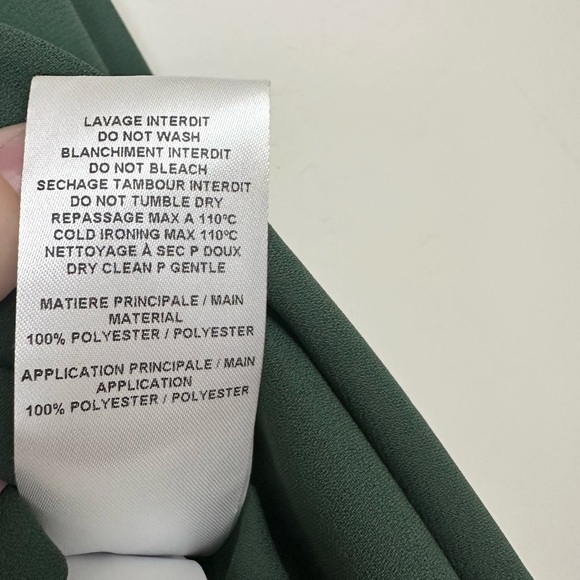 LAVAGE INTERDIT
DO NOT WASH
BLANCHIMENT INTERDIT
DO NOT BLEACH
SECHAGE TAMBOUR INTERDIT
DO NOT TUMBLE DRY
REPASSAGE MAX A 110°C
COLD IRONING MAX 110°C
NETTOYAGE À SEC P DOUX
DRY CLEAN P GENTLE
MATIERE PRINCIPALE / MAIN
MATERIAL
100% POLYESTER / POLYESTER
APPLICATION PRINCIPALE / MAIN
APPLICATION
100% POLYESTER / POLYESTER